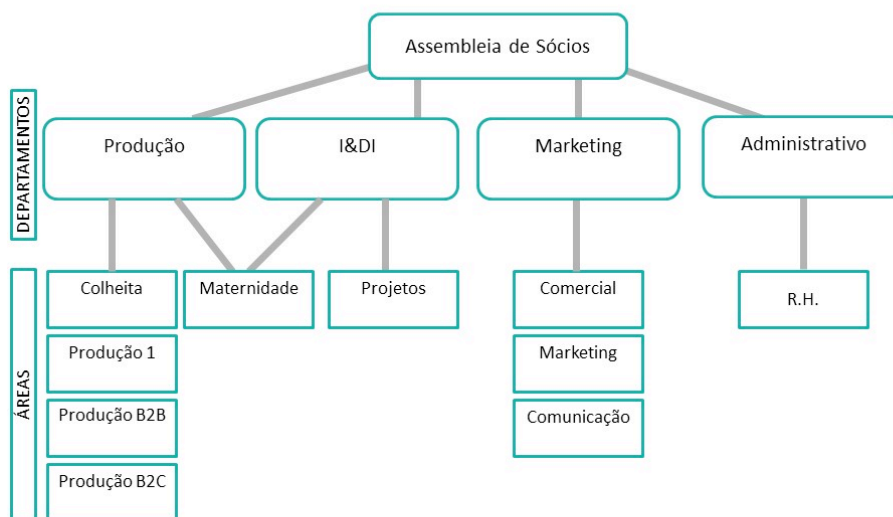 Assembleia de Sócios
DEPARTAMENTOS
Produção
I&DI
Marketing
Administrativo
ÁREAS
Colheita
Maternidade
Projetos
Comercial
R.H.
Produção 1
Marketing
Produção B2B
Comunicação
Produção B2C